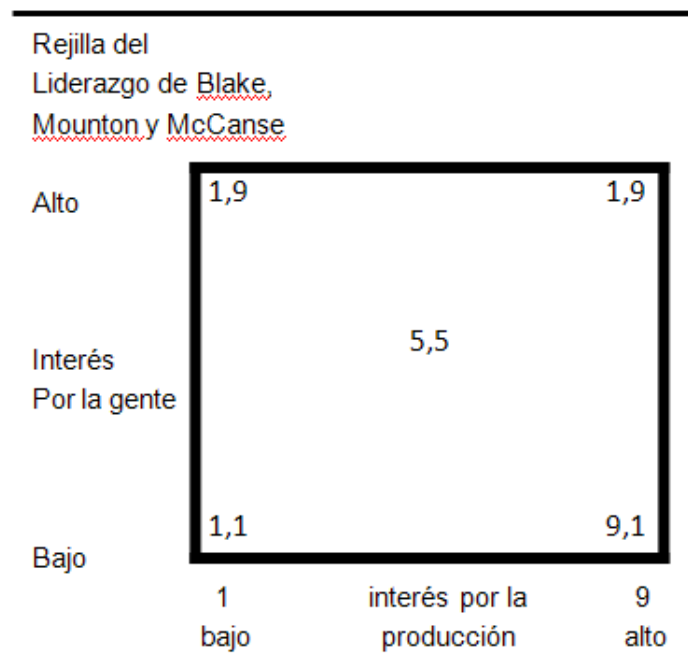 Rejilla del
Liderazgo de Blake,
Mounton y McCanse
Alto
1,9
1,9
5,5
Interés
Por la gente
1,1
9,1
Bajo
1
interés por la
9
bajo
producción
alto